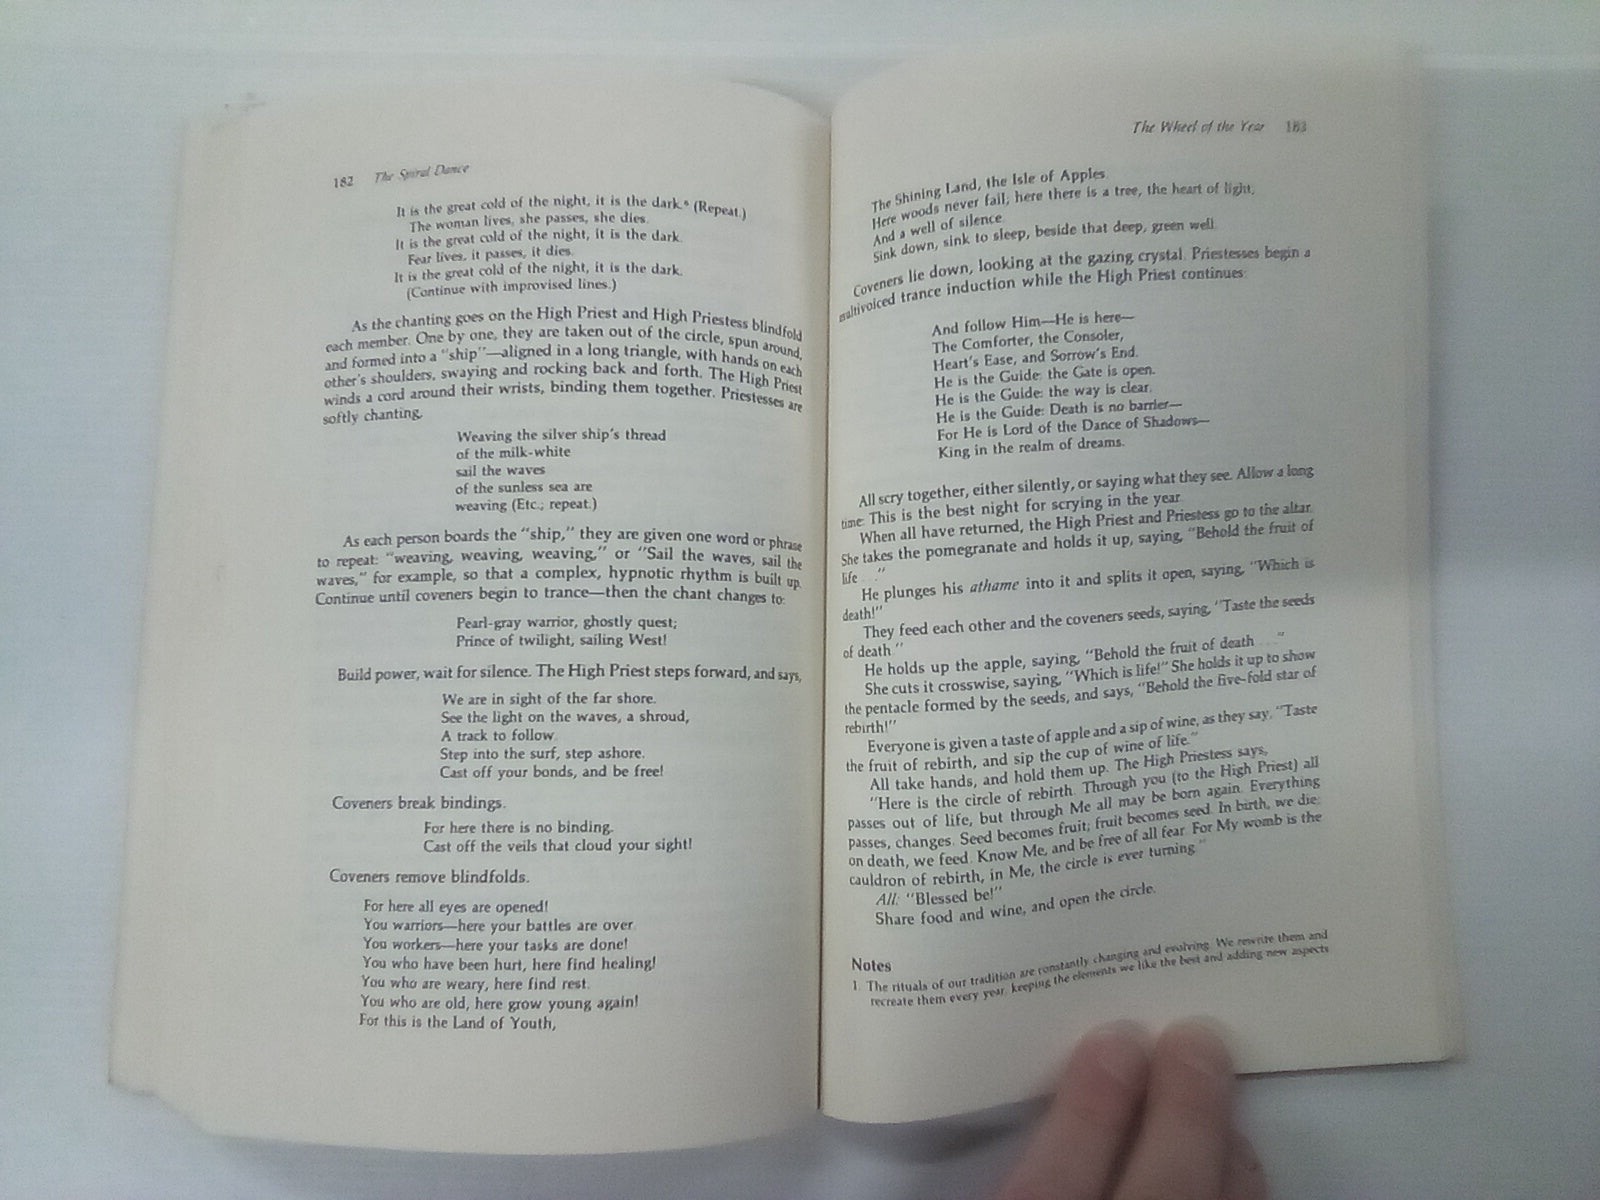 182 The Spiral Dance
It is the great cold of the night, it is the dark.⁶ (Repeat.)
The woman lives, she passes, she dies.
It is the great cold of the night, it is the dark.
Fear lives, it passes, it dies.
It is the great cold of the night, it is the dark.
(Continue with improvised lines.)
As the chanting goes on the High Priest and High Priestess blindfold
each member. One by one, they are taken out of the circle, spun around,
and formed into a "ship"—aligned in a long triangle, with hands on each
other's shoulders, swaying and rocking back and forth. The High Priest
winds a cord around their wrists, binding them together. Priestesses are
softly chanting,
Weaving the silver ship's thread
of the milk-white
sail the waves
of the sunless sea are
weaving (Etc.; repeat.)
As each person boards the "ship," they are given one word or phrase
to repeat: "weaving, weaving, weaving," or "Sail the waves, sail the
waves," for example, so that a complex, hypnotic rhythm is built up.
Continue until coveners begin to trance—then the chant changes to:
Pearl-gray warrior, ghostly quest;
Prince of twilight, sailing West!
Build power, wait for silence. The High Priest steps forward, and says,
We are in sight of the far shore.
See the light on the waves, a shroud,
A track to follow.
Step into the surf, step ashore.
Cast off your bonds, and be free!
Coveners break bindings.
For here there is no binding.
Cast off the veils that cloud your sight!
Coveners remove blindfolds.
For here all eyes are opened!
You warriors—here your battles are over.
You workers—here your tasks are done!
You who have been hurt, here find healing!
You who are weary, here find rest.
You who are old, here grow young again!
For this is the Land of Youth,
The Wheel of the Year 183
The Shining Land, the Isle of Apples.
Here woods never fail; here there is a tree, the heart of light,
And a well of silence.
Sink down, sink to sleep, beside that deep, green well.
Coveners lie down, looking at the gazing crystal. Priestesses begin a
multivoiced trance induction while the High Priest continues:
And follow Him—He is here—
The Comforter, the Consoler,
Heart's Ease, and Sorrow's End.
He is the Guide: the Gate is open.
He is the Guide: the way is clear.
He is the Guide: Death is no barrier—
For He is Lord of the Dance of Shadows—
King in the realm of dreams.
All scry together, either silently, or saying what they see. Allow a long
time. This is the best night for scrying in the year.
When all have returned, the High Priest and Priestess go to the altar.
She takes the pomegranate and holds it up, saying, "Behold the fruit of
life . . ."
He plunges his athame into it and splits it open, saying, "Which is
death!"
They feed each other and the coveners seeds, saying, "Taste the seeds
of death."
He holds up the apple, saying, "Behold the fruit of death . . ."
She cuts it crosswise, saying, "Which is life!" She holds it up to show
the pentacle formed by the seeds, and says, "Behold the five-fold star of
rebirth!"
Everyone is given a taste of apple and a sip of wine, as they say, "Taste
the fruit of rebirth, and sip the cup of wine of life."
All take hands, and hold them up. The High Priestess says,
"Here is the circle of rebirth. Through you (to the High Priest) all
passes out of life, but through Me all may be born again. Everything
passes, changes. Seed becomes fruit; fruit becomes seed. In birth, we die;
on death, we feed. Know Me, and be free of all fear. For My womb is the
cauldron of rebirth, in Me, the circle is ever turning."
All: "Blessed be!"
Share food and wine, and open the circle.
Notes
1. The rituals of our tradition are constantly changing and evolving. We rewrite them and
recreate them every year, keeping the elements we like the best and adding new aspects